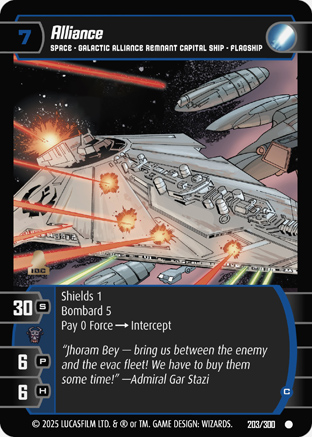 7
Alliance
SPACE - GALACTIC ALLIANCE REMNANT CAPITAL SHIP - FLAGSHIP
30 S
6 P
6 H
Shields 1
Bombard 5
Pay 0 Force → Intercept
“Jhoram Bey — bring us between the enemy
and the evac fleet! We have to buy them
some time!” —Admiral Gar Stazi
C
© 2025 LUCASFILM LTD. & ® or TM. GAME DESIGN: WIZARDS.
203/300